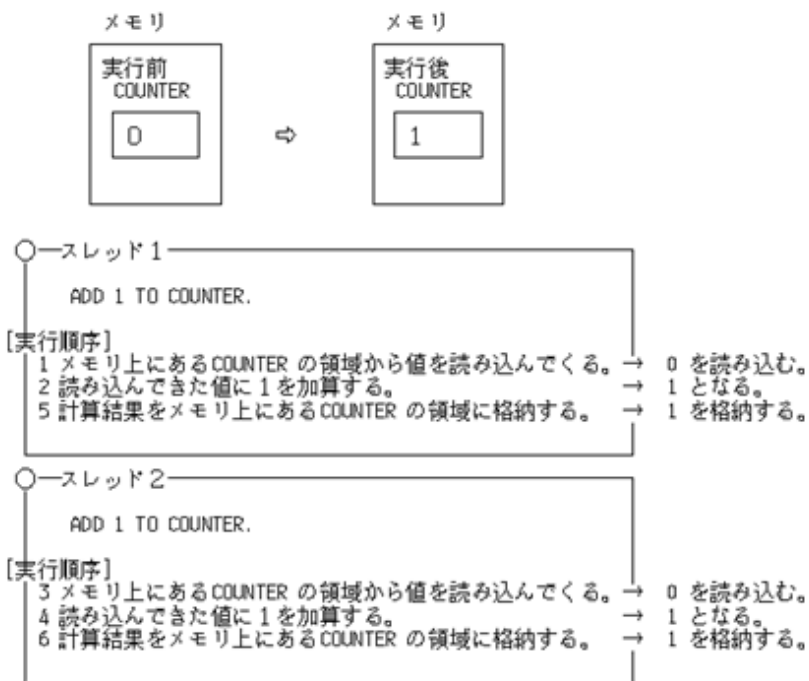 メモリ メモリ
実行前 実行後
COUNTER COUNTER
0 ⇨ 1
スレッド1
ADD 1 TO COUNTER.
[実行順序]
1 メモリ上にあるCOUNTER の領域から値を読み込んでくる。→ 0 を読み込む。
2 読み込んできた値に1を加算する。 → 1 となる。
5 計算結果をメモリ上にあるCOUNTER の領域に格納する。 → 1 を格納する。
スレッド2
ADD 1 TO COUNTER.
[実行順序]
3 メモリ上にあるCOUNTER の領域から値を読み込んでくる。→ 0 を読み込む。
4 読み込んできた値に1を加算する。 → 1 となる。
6 計算結果をメモリ上にあるCOUNTER の領域に格納する。 → 1 を格納する。